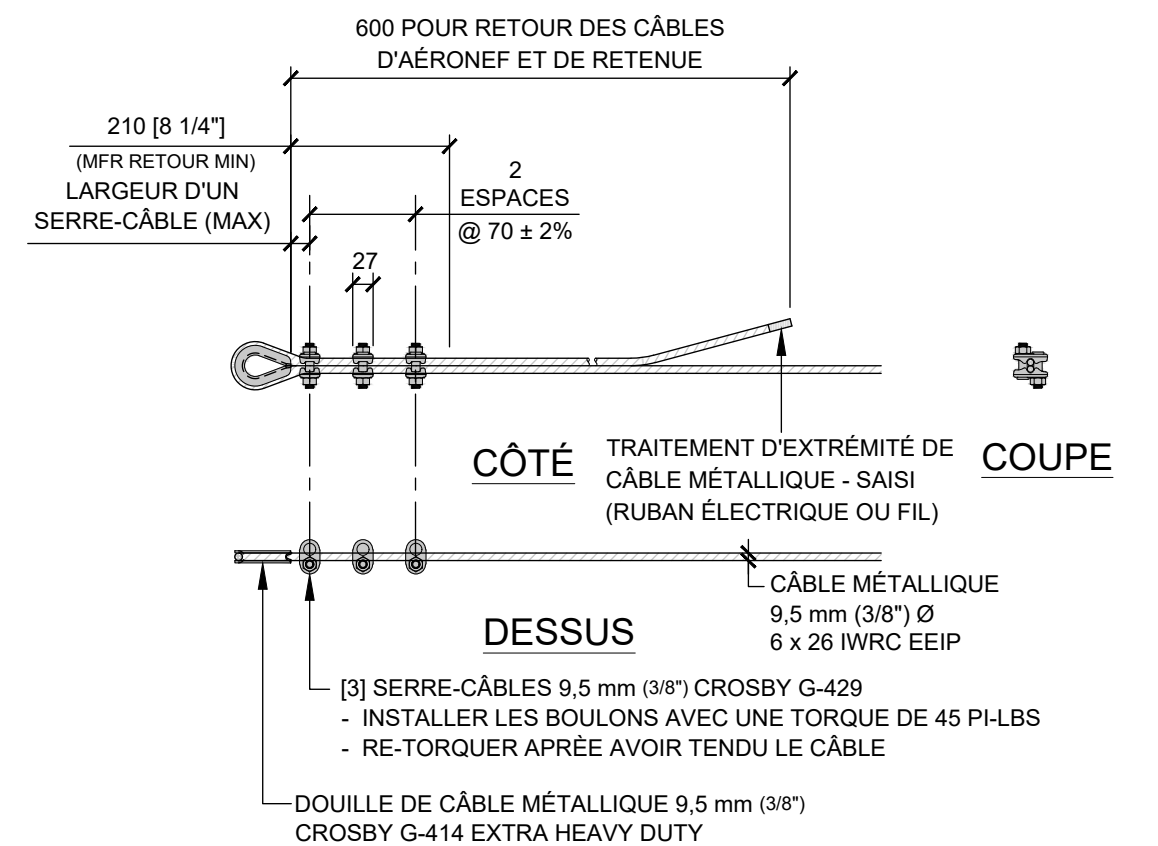 600 POUR RETOUR DES CÂBLES
D'AÉRONEF ET DE RETENUE
210 [8 1/4"]
(MFR RETOUR MIN)
LARGEUR D'UN
SERRE-CÂBLE (MAX)
2
ESPACES
@ 70 ± 2%
27
CÔTÉ
TRAITEMENT D'EXTRÉMITÉ DE
CÂBLE MÉTALLIQUE - SAISI
(RUBAN ÉLECTRIQUE OU FIL)
COUPE
CÂBLE MÉTALLIQUE
9,5 mm (3/8") Ø
6 x 26 IWRC EEIP
DESSUS
[3] SERRE-CÂBLES 9,5 mm (3/8") CROSBY G-429
- INSTALLER LES BOULONS AVEC UNE TORQUE DE 45 PI-LBS
- RE-TORQUER APRÈE AVOIR TENDU LE CÂBLE
DOUILLE DE CÂBLE MÉTALLIQUE 9,5 mm (3/8")
CROSBY G-414 EXTRA HEAVY DUTY